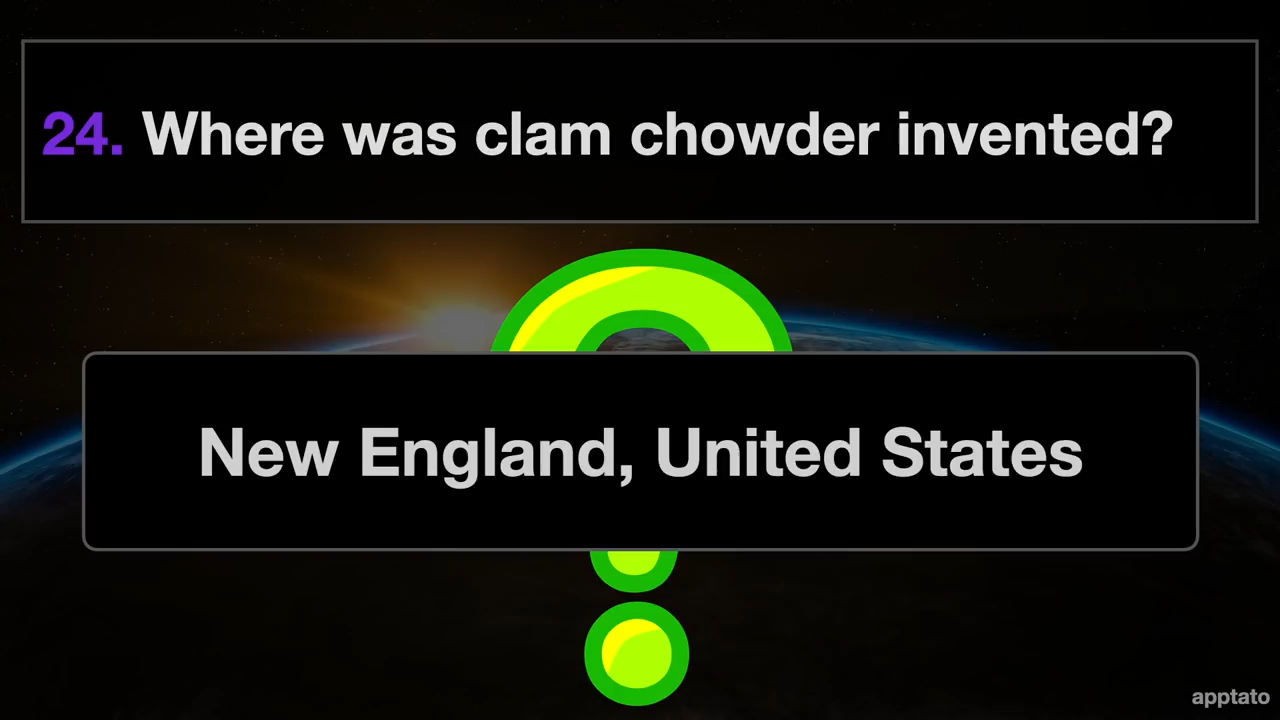 24. Where was clam chowder invented?
New England, United States
apptato